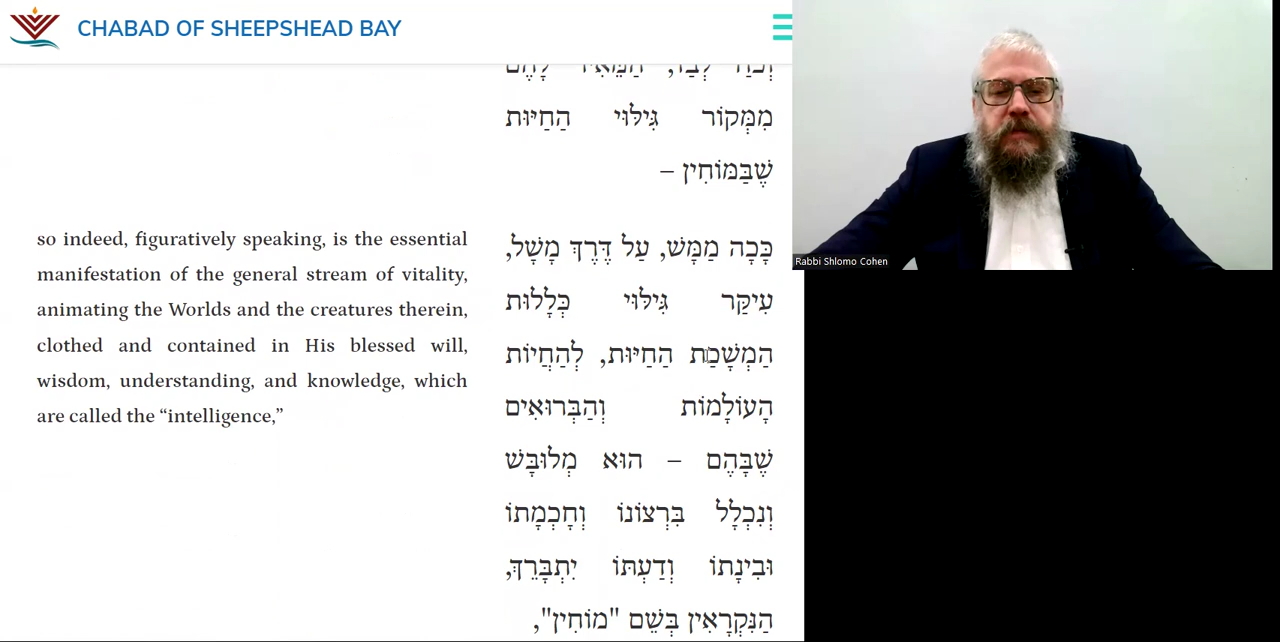 CHABAD OF SHEEPSHEAD BAY
מִמְּקוֹר גִּילּוּי הַחַיּוּת
שֶׁבַּמּוֹחִין –
so indeed, figuratively speaking, is the essential
manifestation of the general stream of vitality,
animating the Worlds and the creatures therein,
clothed and contained in His blessed will,
wisdom, understanding, and knowledge, which
are called the “intelligence,”
כָּכָה מַמָּשׁ, עַל דֶּרֶךְ מָשָׁל,
עִיקַּר גִּילּוּי כְּלָלוּת
הַמְשָׁכַת הַחַיּוּת, לְהַחֲיוֹת
הָעוֹלָמוֹת וְהַבְּרוּאִים
שֶׁבָּהֶם – הוּא מְלוּבָּשׁ
וְנִכְלָל בִּרְצוֹנוֹ וְחָכְמָתוֹ
וּבִינָתוֹ וְדַעְתּוֹ יִתְבָּרֵךְ,
הַנִּקְרָאִין בְּשֵׁם "מוֹחִין",
Rabbi Shlomo Cohen